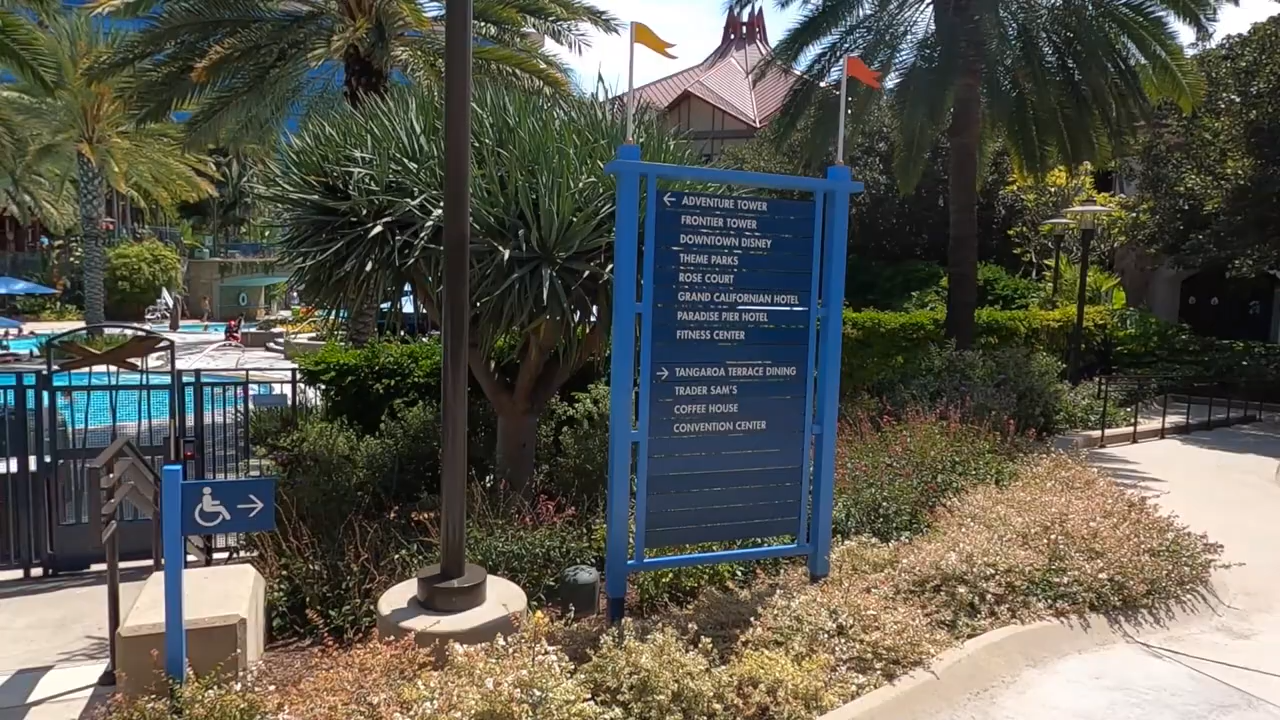 ← ADVENTURE TOWER
FRONTIER TOWER
DOWNTOWN DISNEY
THEME PARKS
ROSE COURT
GRAND CALIFORNIAN HOTEL
PARADISE PIER HOTEL
FITNESS CENTER
→ TANGAROA TERRACE DINING
TRADER SAM'S
COFFEE HOUSE
CONVENTION CENTER